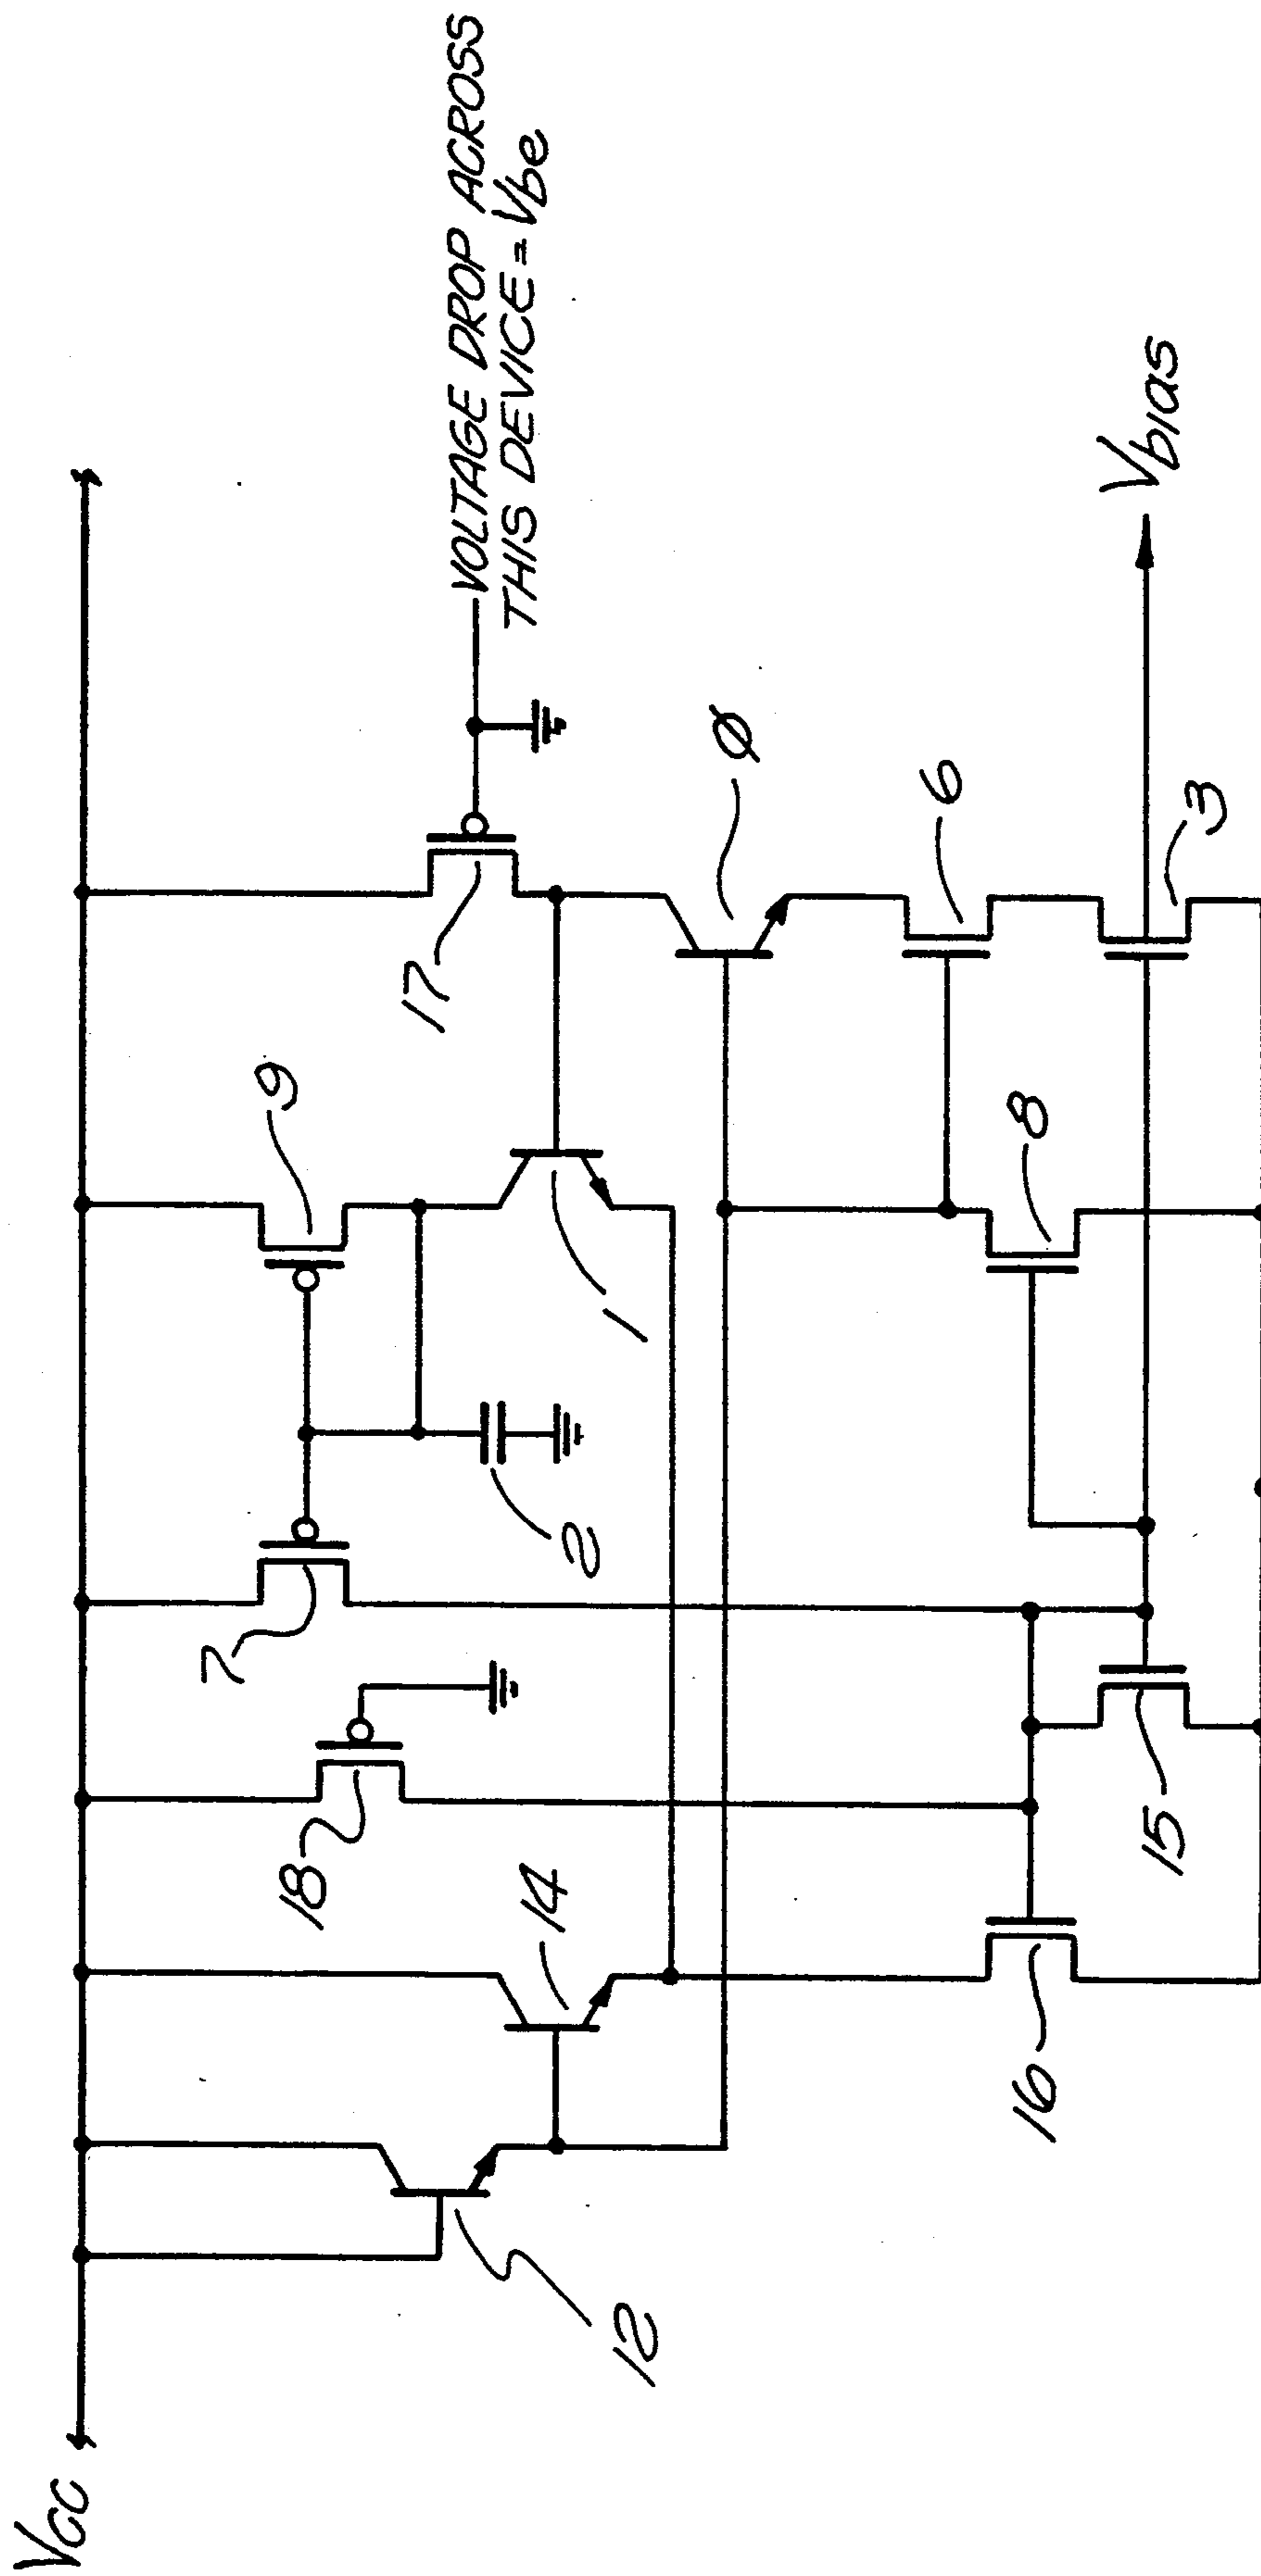 Vcc
VOLTAGE DROP ACROSS
THIS DEVICE = Vbe
9
17
7
18
2
1
14
12
Ø
6
8
3
Vbias
16
15